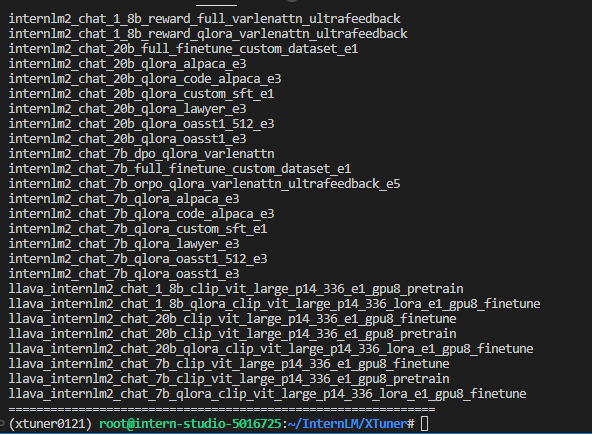 internlm2_chat_1_8b_reward_full_varlenattn_ultrafeedback
internlm2_chat_1_8b_reward_qlora_varlenattn_ultrafeedback
internlm2_chat_20b_full_finetune_custom_dataset_e1
internlm2_chat_20b_qlora_alpaca_e3
internlm2_chat_20b_qlora_code_alpaca_e3
internlm2_chat_20b_qlora_custom_sft_e1
internlm2_chat_20b_qlora_lawyer_e3
internlm2_chat_20b_qlora_oasst1_512_e3
internlm2_chat_20b_qlora_oasst1_e3
internlm2_chat_7b_dpo_qlora_varlenattn
internlm2_chat_7b_full_finetune_custom_dataset_e1
internlm2_chat_7b_orpo_qlora_varlenattn_ultrafeedback_e5
internlm2_chat_7b_qlora_alpaca_e3
internlm2_chat_7b_qlora_code_alpaca_e3
internlm2_chat_7b_qlora_custom_sft_e1
internlm2_chat_7b_qlora_lawyer_e3
internlm2_chat_7b_qlora_oasst1_512_e3
internlm2_chat_7b_qlora_oasst1_e3
llava_internlm2_chat_1_8b_clip_vit_large_p14_336_e1_gpu8_pretrain
llava_internlm2_chat_1_8b_qlora_clip_vit_large_p14_336_lora_e1_gpu8_finetune
llava_internlm2_chat_20b_clip_vit_large_p14_336_e1_gpu8_finetune
llava_internlm2_chat_20b_clip_vit_large_p14_336_e1_gpu8_pretrain
llava_internlm2_chat_20b_qlora_clip_vit_large_p14_336_lora_e1_gpu8_finetune
llava_internlm2_chat_7b_clip_vit_large_p14_336_e1_gpu8_finetune
llava_internlm2_chat_7b_clip_vit_large_p14_336_e1_gpu8_pretrain
llava_internlm2_chat_7b_qlora_clip_vit_large_p14_336_lora_e1_gpu8_finetune
=============================================================
(xtuner0121) root@intern-studio-5016725:~/InternLM/XTuner#